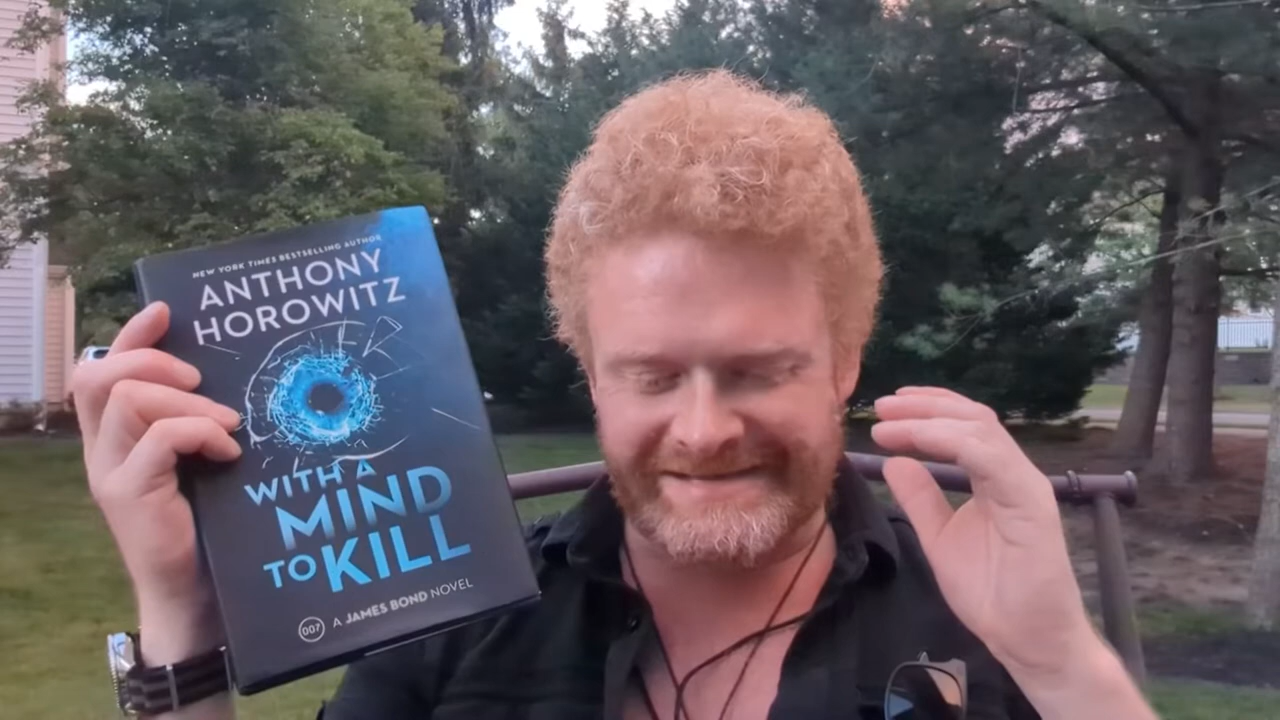 NEW YORK TIMES BESTSELLING AUTHOR
ANTHONY
HOROWITZ
WITH A
MIND
TO KILL
007 A JAMES BOND NOVEL